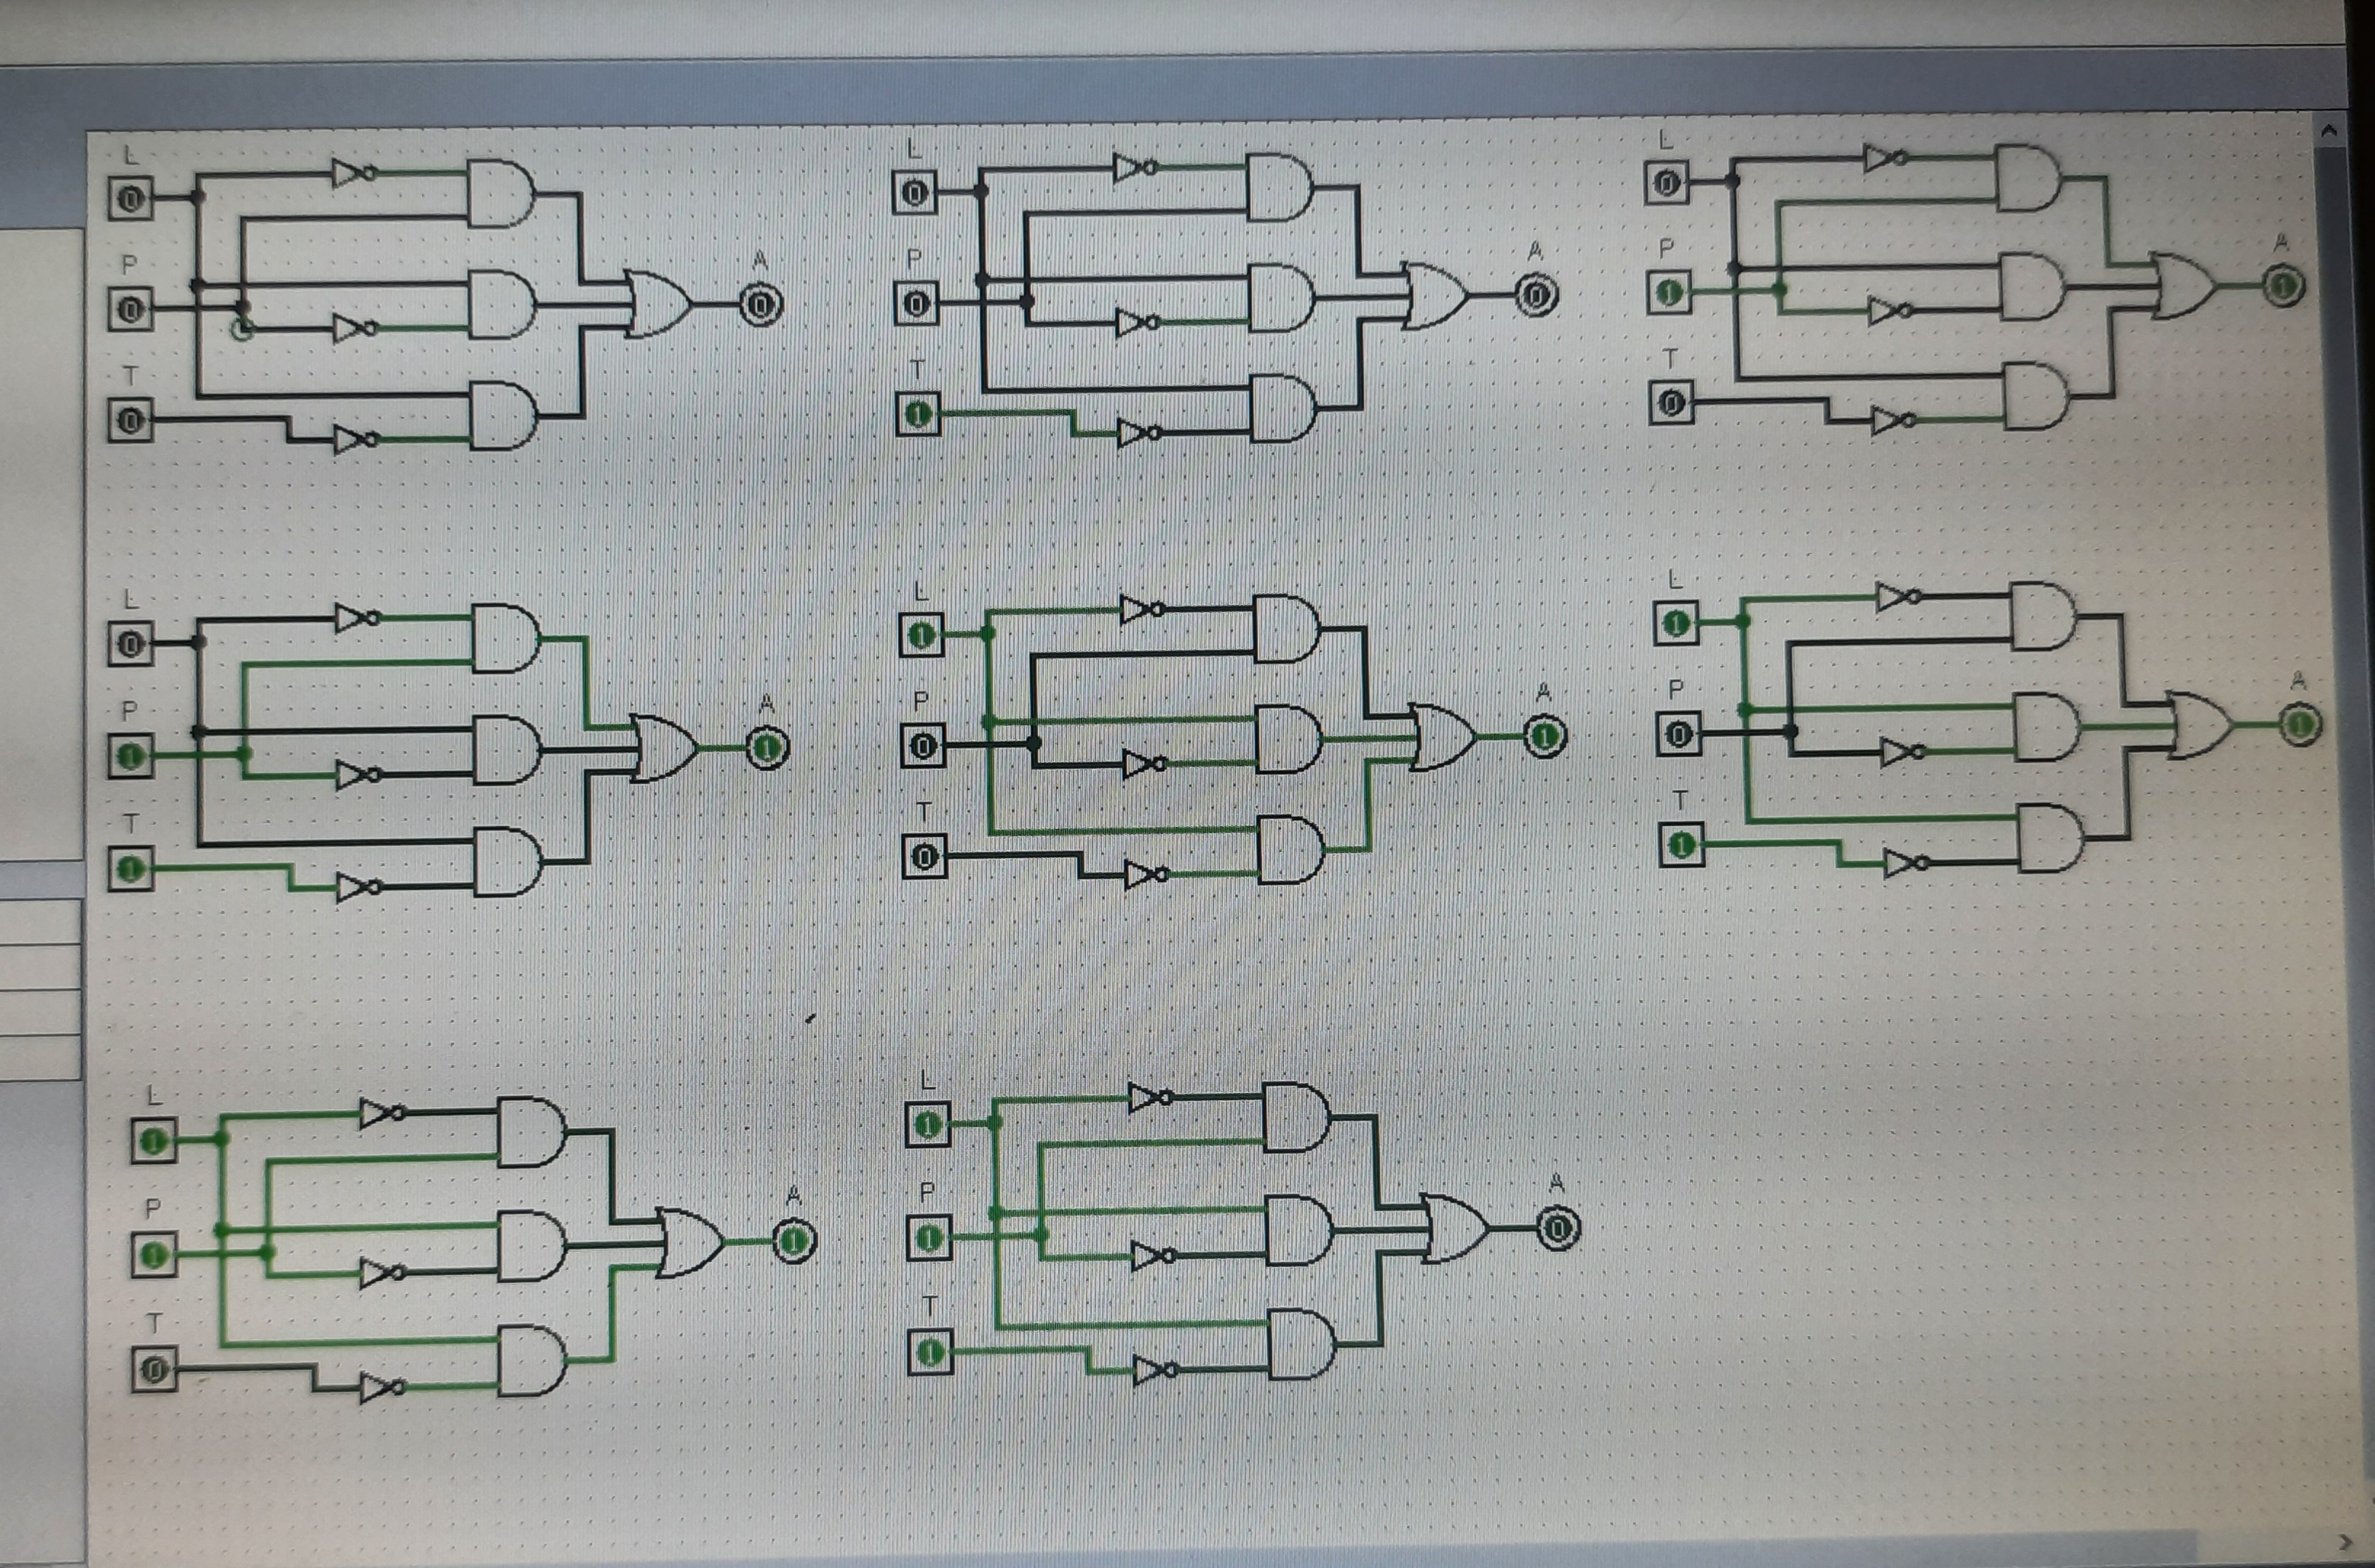 L L L
0 0 0
P P P A A A
0 0 1 0 0 1
T T T
0 1 0
L L L
0 1 1
P P P A A A
1 0 0 1 1 1
T T T
1 0 1
L L
1 1
P P A A
1 1 1 0
T T
0 1